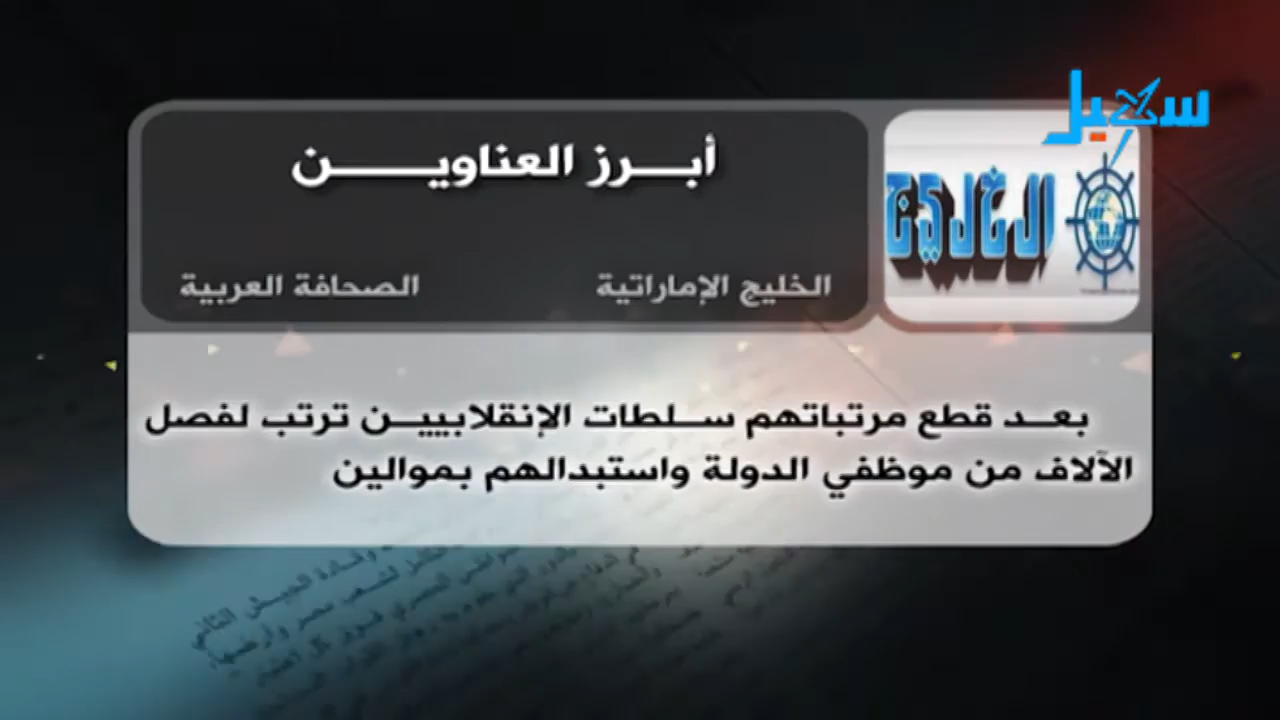 سهيل
أبـــرز العناويـــــن
الخليج
الخليج الإماراتية
الصحافة العربية
بعـد قطع مرتباتهم سـلطات الإنقلابييـن ترتب لفصل
الآلاف من موظفي الدولة واستبدالهم بموالين